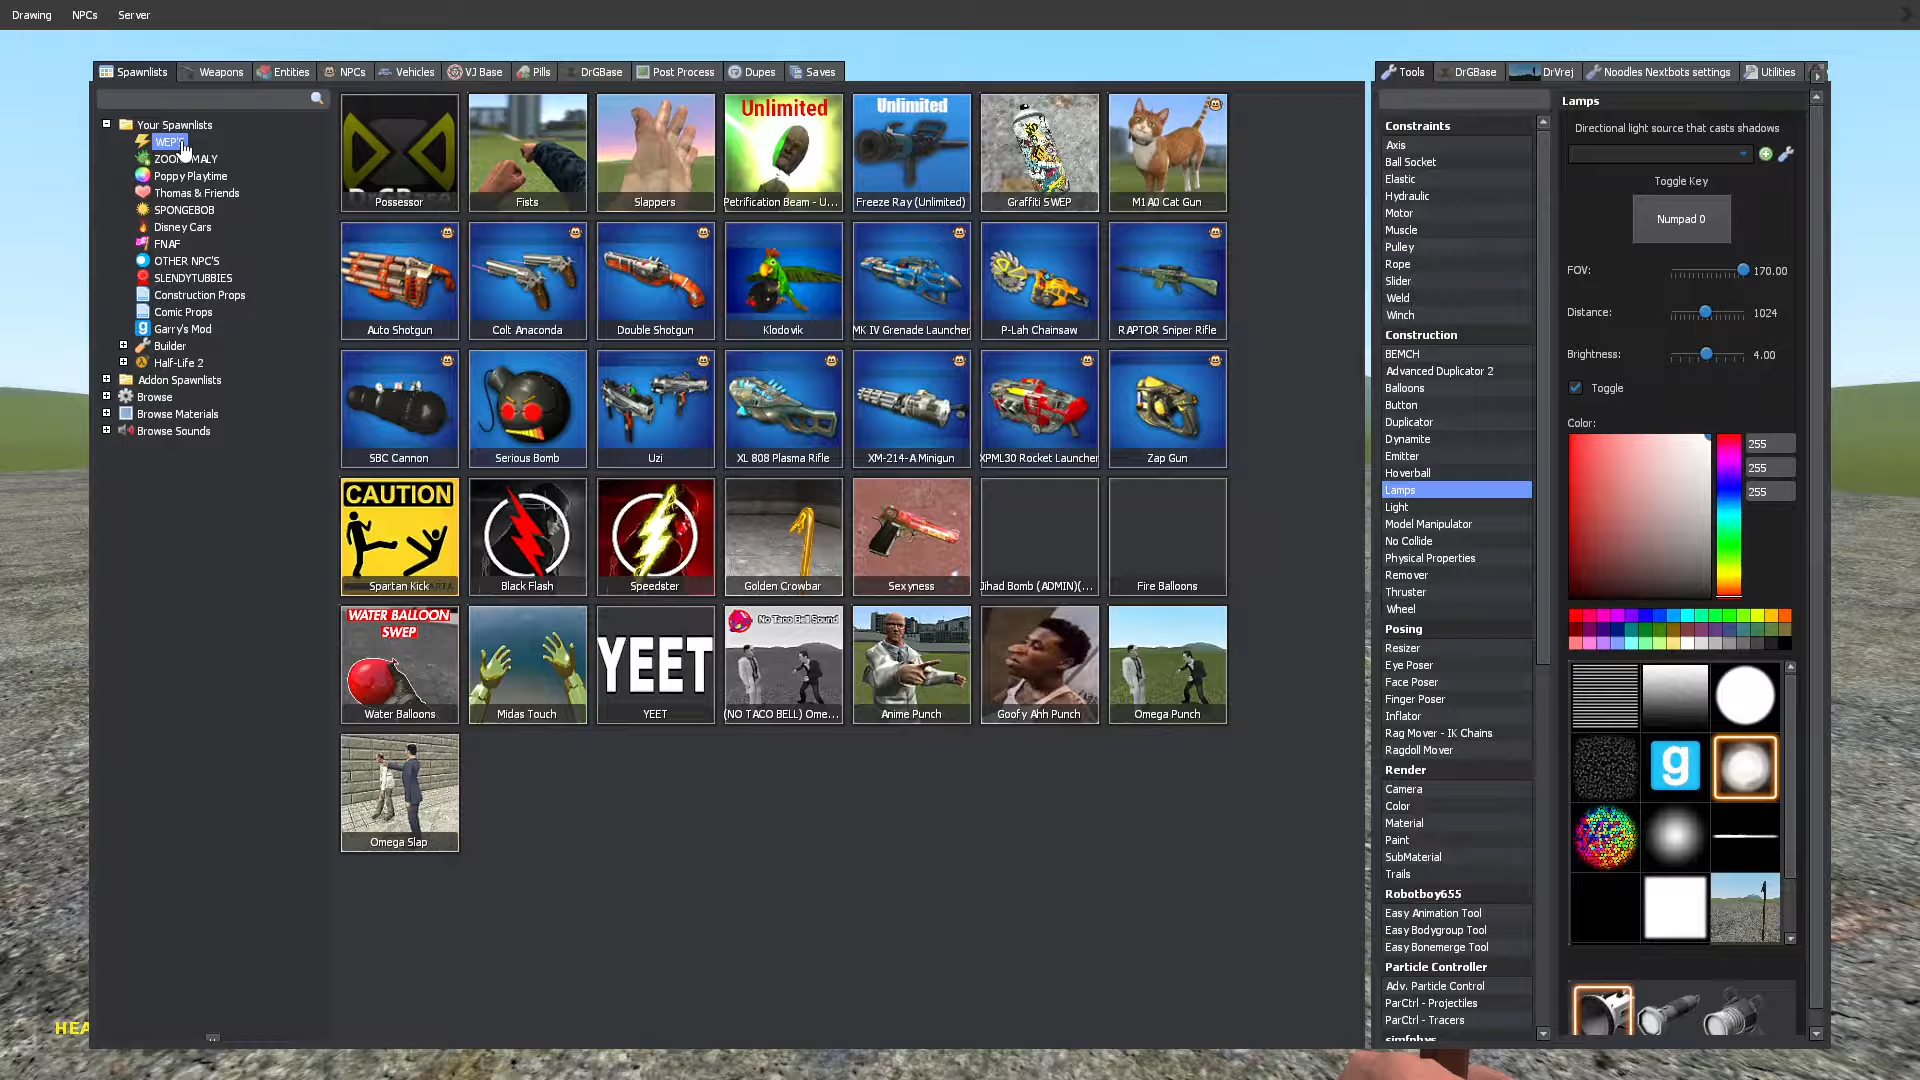 Drawing NPCs Server
Spawnlists Weapons Entities NPCs Vehicles VJ Base Pills DrGBase Post Process Dupes Saves
Your Spawnlists
WEP'S
Poppy Playtime
Thomas & Friends
SPONGEBOB
Disney Cars
FNAF
OTHER NPC'S
SLENDYTUBBIES
Construction Props
Comic Props
Garry's Mod
Builder
Half-Life 2
Addon Spawnlists
Browse
Browse Materials
Browse Sounds
Unlimited
Unlimited
Possessor
Fists
Slappers
Petrification Beam - U...
Freeze Ray (Unlimited)
Graffiti SWEP
M1A0 Cat Gun
Auto Shotgun
Colt Anaconda
Double Shotgun
Klodovik
MK IV Grenade Launcher
P-Lah Chainsaw
RAPTOR Sniper Rifle
SBC Cannon
Serious Bomb
Uzi
XL 808 Plasma Rifle
XM-214-A Minigun
XPML30 Rocket Launcher
Zap Gun
CAUTION
Spartan Kick
Black Flash
Speedster
Golden Crowbar
Sexyness
Jihad Bomb (ADMIN)(...
Fire Balloons
WATER BALLOON
SWEP
Water Balloons
Midas Touch
YEET
YEET
No Taco Bell Sound
(NO TACO BELL) Ome...
Anime Punch
Goofy Ahh Punch
Omega Punch
Omega Slap
HEA
Tools DrGBase DrVrej Noodles Nextbots settings Utilities
Constraints
Axis
Ball Socket
Elastic
Hydraulic
Motor
Muscle
Pulley
Rope
Slider
Weld
Winch
Construction
BEMCH
Advanced Duplicator 2
Balloons
Button
Duplicator
Dynamite
Emitter
Hoverball
Lamps
Light
Model Manipulator
No Collide
Physical Properties
Remover
Thruster
Wheel
Posing
Resizer
Eye Poser
Face Poser
Finger Poser
Inflator
Rag Mover - IK Chains
Ragdoll Mover
Render
Camera
Color
Material
Paint
SubMaterial
Trails
Robotboy655
Easy Animation Tool
Easy Bodygroup Tool
Easy Bonemerge Tool
Particle Controller
Adv. Particle Control
ParCtrl - Projectiles
ParCtrl - Tracers
simfphys
Lamps
Directional light source that casts shadows
Toggle Key
Numpad 0
FOV: 170.00
Distance: 1024
Brightness: 4.00
Toggle
Color:
255
255
255
g